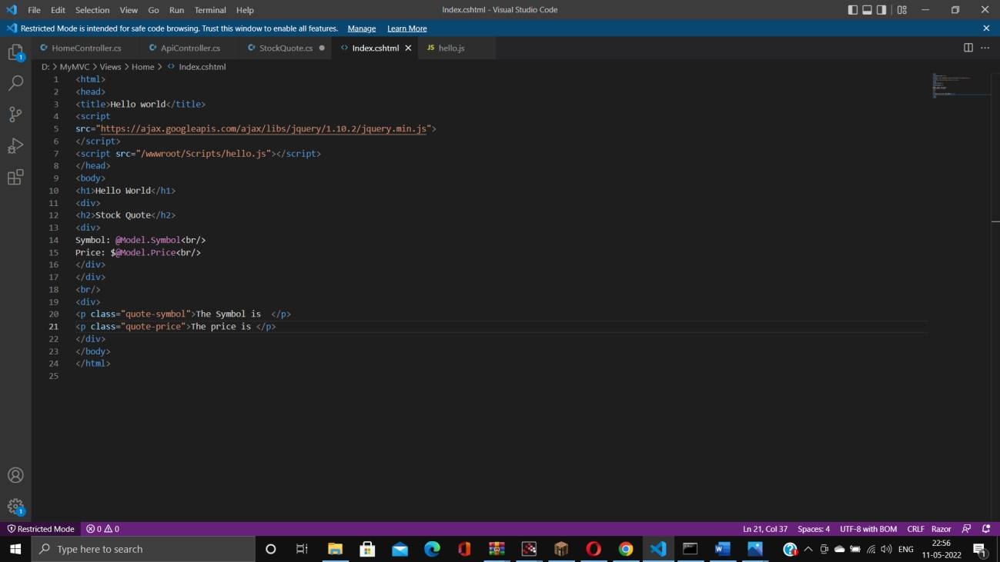 File Edit Selection View Go Run Terminal Help Index.cshtml - Visual Studio Code
Restricted Mode is intended for safe code browsing. Trust this window to enable all features. Manage Learn More
HomeController.cs ApiController.cs StockQuote.cs Index.cshtml JS hello.js
D: > MyMVC > Views > Home > Index.cshtml
1 <html>
2 <head>
3 <title>Hello world</title>
4 <script
5 src="https://ajax.googleapis.com/ajax/libs/jquery/1.10.2/jquery.min.js">
6 </script>
7 <script src="/wwwroot/Scripts/hello.js"></script>
8 </head>
9 <body>
10 <h1>Hello World</h1>
11 <div>
12 <h2>Stock Quote</h2>
13 <div>
14 Symbol: @Model.Symbol<br/>
15 Price: $@Model.Price<br/>
16 </div>
17 </div>
18 <br/>
19 <div>
20 <p class="quote-symbol">The Symbol is  </p>
21 <p class="quote-price">The price is </p>
22 </div>
23 </body>
24 </html>
25
1
1
Restricted Mode 0 0 Ln 21, Col 37 Spaces: 4 UTF-8 with BOM CRLF Razor
Type here to search ENG 22:56
11-05-2022 1